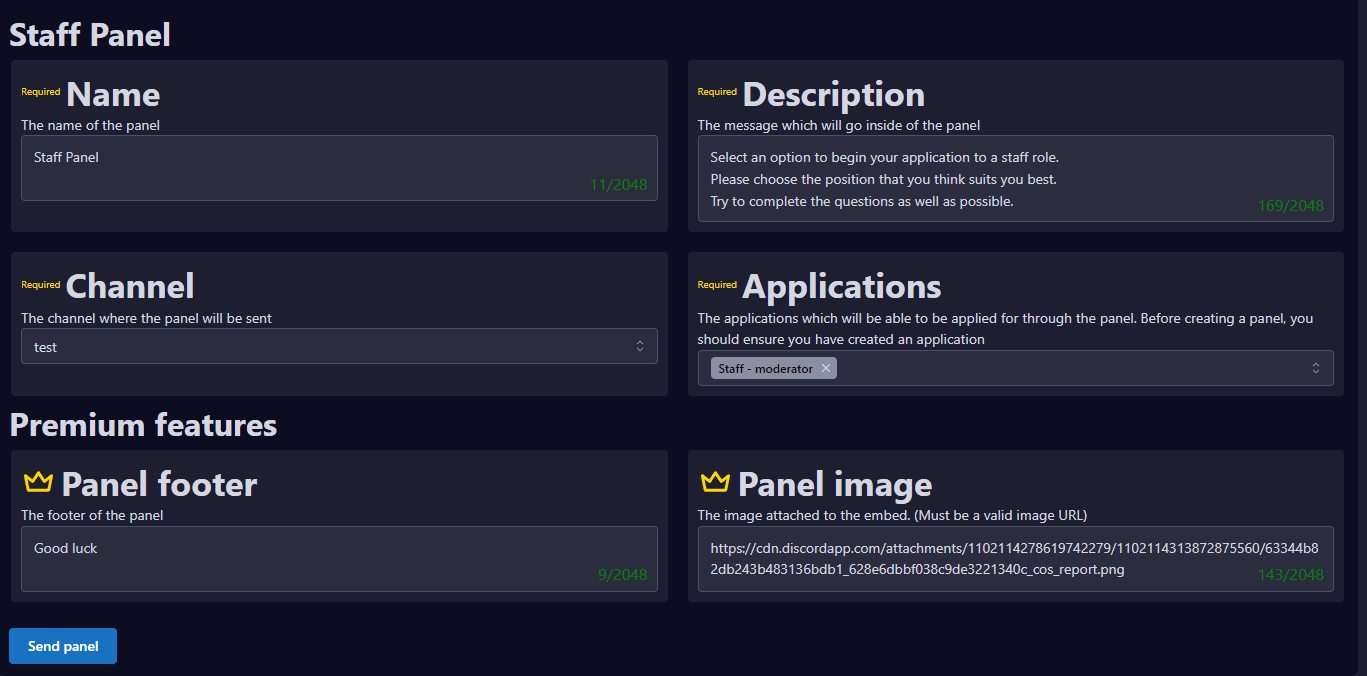 Staff Panel
Required Name
The name of the panel
Staff Panel
11/2048
Required Description
The message which will go inside of the panel
Select an option to begin your application to a staff role.
Please choose the position that you think suits you best.
Try to complete the questions as well as possible.
169/2048
Required Channel
The channel where the panel will be sent
test
Required Applications
The applications which will be able to be applied for through the panel. Before creating a panel, you
should ensure you have created an application
Staff - moderator
Premium features
Panel footer
The footer of the panel
Good luck
9/2048
Panel image
The image attached to the embed. (Must be a valid image URL)
https://cdn.discordapp.com/attachments/1102114278619742279/1102114313872875560/63344b8
2db243b483136bdb1_628e6dbbf038c9de3221340c_cos_report.png
143/2048
Send panel